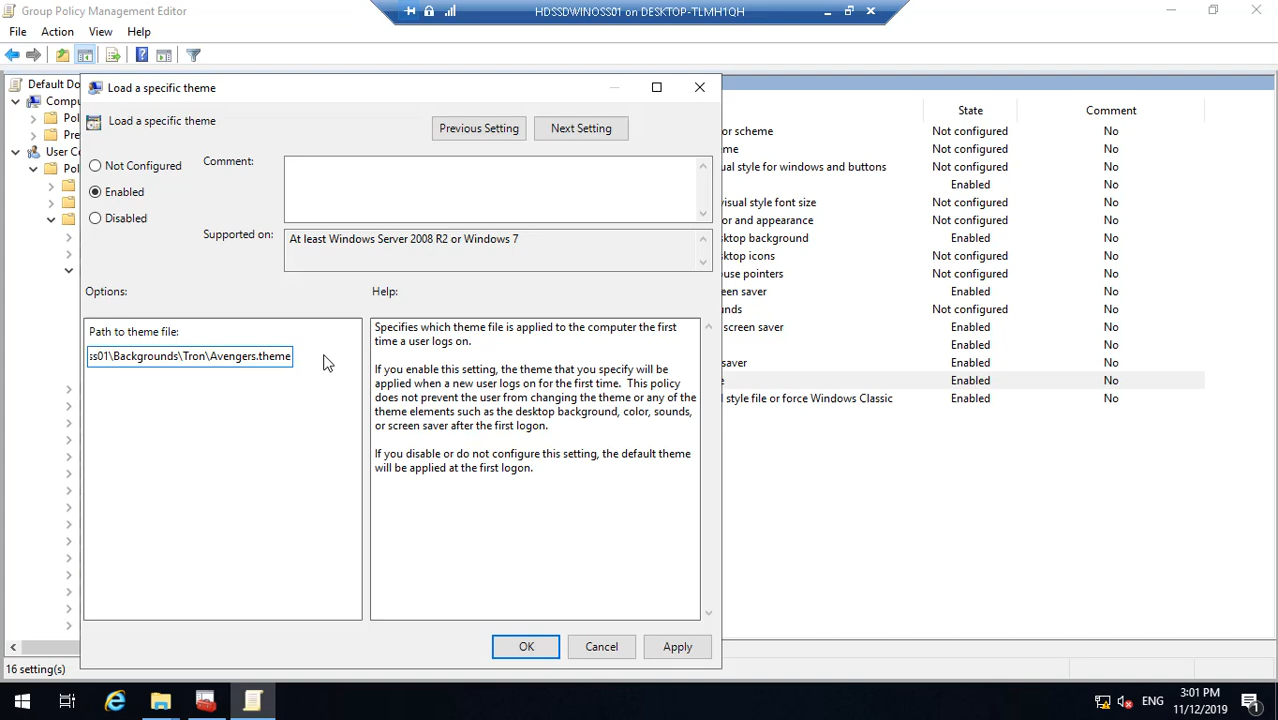 Group Policy Management Editor
HDSSDWINOSS01 on DESKTOP-TLMH1QH
File Action View Help
Default Do
Compu
Pol
Pre
User Co
Pol
Load a specific theme
Load a specific theme
Previous Setting
Next Setting
Not Configured
Enabled
Disabled
Comment:
Supported on:
At least Windows Server 2008 R2 or Windows 7
Options:
Help:
Path to theme file:
ss01\Backgrounds\Tron\Avengers.theme
Specifies which theme file is applied to the computer the first
time a user logs on.
If you enable this setting, the theme that you specify will be
applied when a new user logs on for the first time. This policy
does not prevent the user from changing the theme or any of the
theme elements such as the desktop background, color, sounds,
or screen saver after the first logon.
If you disable or do not configure this setting, the default theme
will be applied at the first logon.
OK
Cancel
Apply
State Comment
or scheme Not configured No
me Not configured No
ual style for windows and buttons Not configured No
Enabled No
visual style font size Not configured No
or and appearance Not configured No
ktop background Enabled No
ktop icons Not configured No
use pointers Not configured No
een saver Enabled No
nds Not configured No
screen saver Enabled No
Enabled No
saver Enabled No
e Enabled No
style file or force Windows Classic Enabled No
16 setting(s)
ENG
3:01 PM
11/12/2019
1